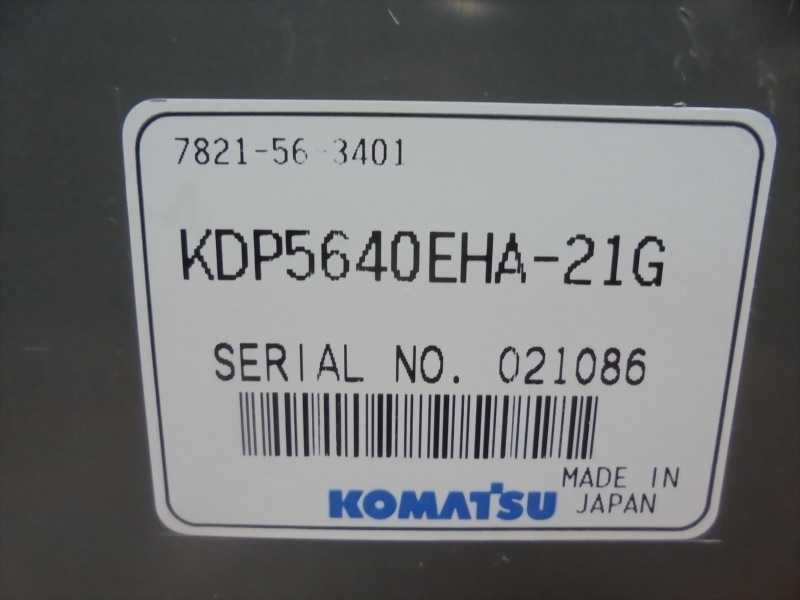 7821-56-3401
KDP5640EHA-21G
SERIAL NO. 021086
KOMATSU
MADE IN
JAPAN